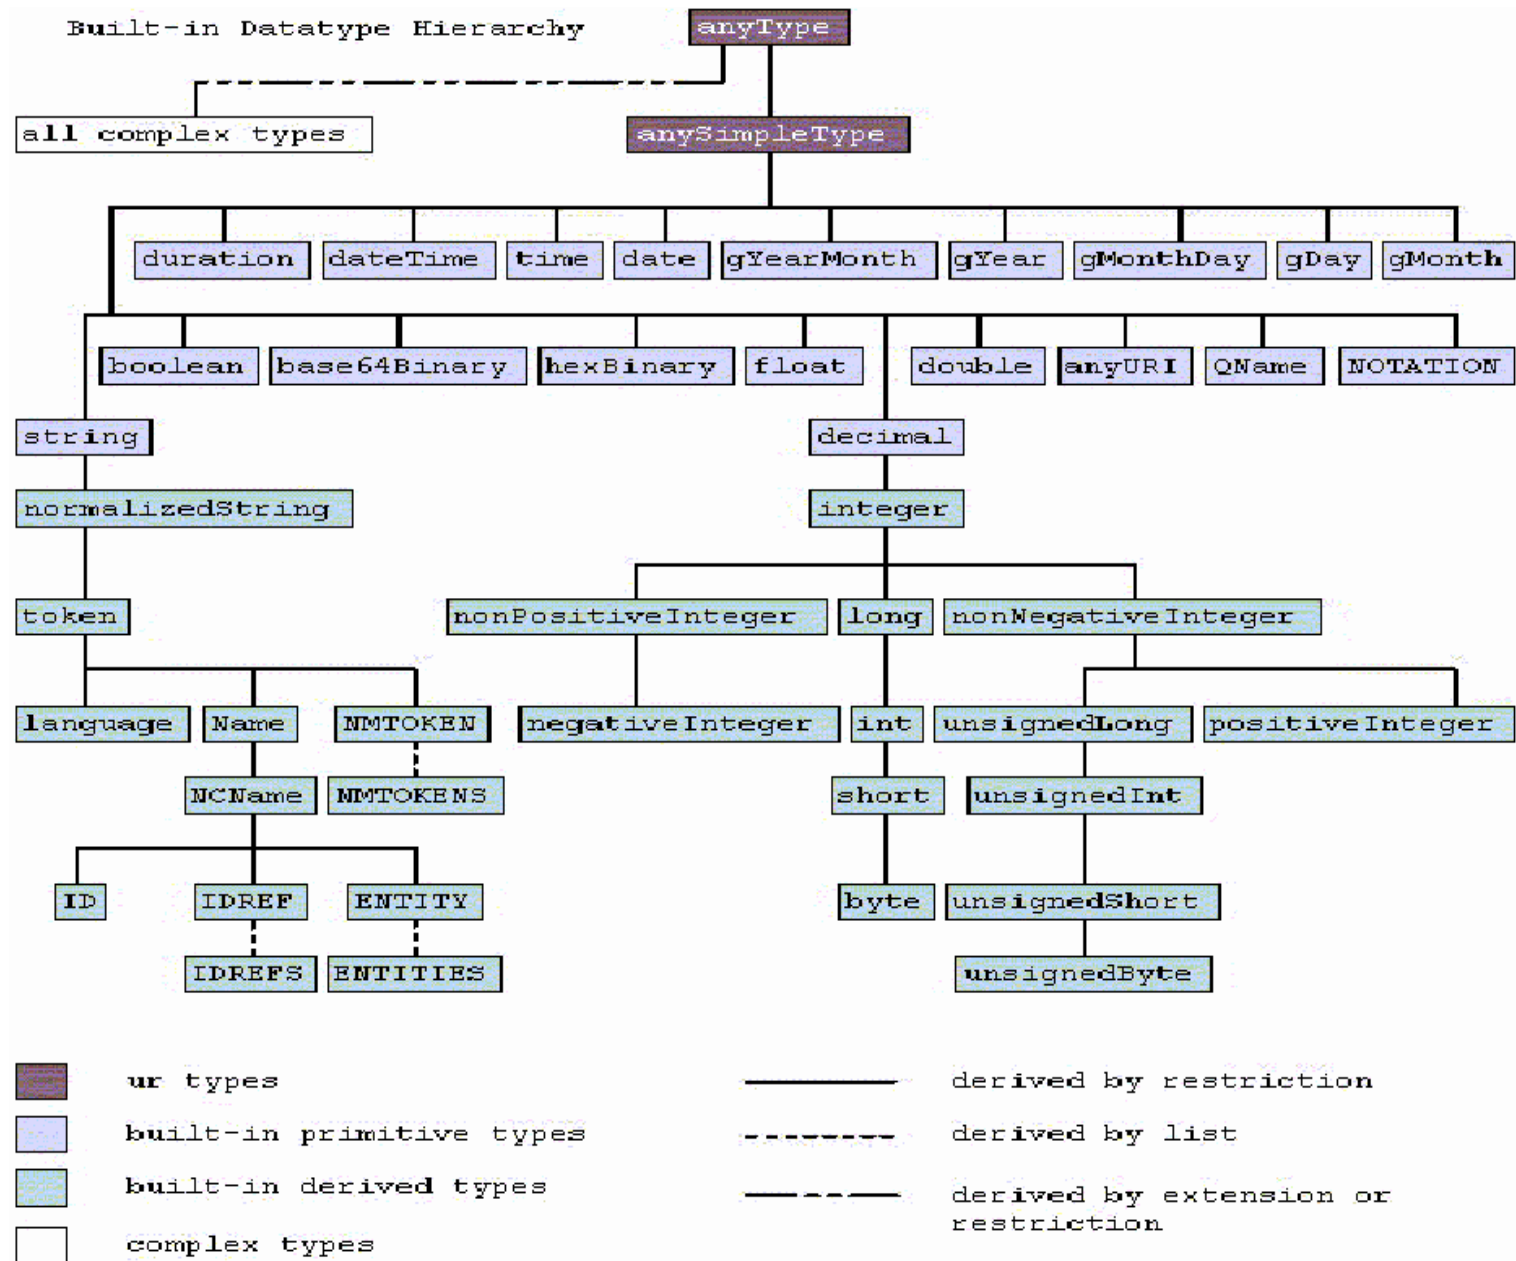 Built-in Datatype Hierarchy
anyType
all complex types
anySimpleType
duration
dateTime
time
date
gYearMonth
gYear
gMonthDay
gDay
gMonth
boolean
base64Binary
hexBinary
float
double
anyURI
QName
NOTATION
string
decimal
normalizedString
integer
token
nonPositiveInteger
long
nonNegativeInteger
language
Name
NMTOKEN
negativeInteger
int
unsignedLong
positiveInteger
NCName
NMTOKENS
short
unsignedInt
ID
IDREF
ENTITY
byte
unsignedShort
IDREFS
ENTITIES
unsignedByte
ur types
derived by restriction
built-in primitive types
derived by list
built-in derived types
derived by extension or
restriction
complex types